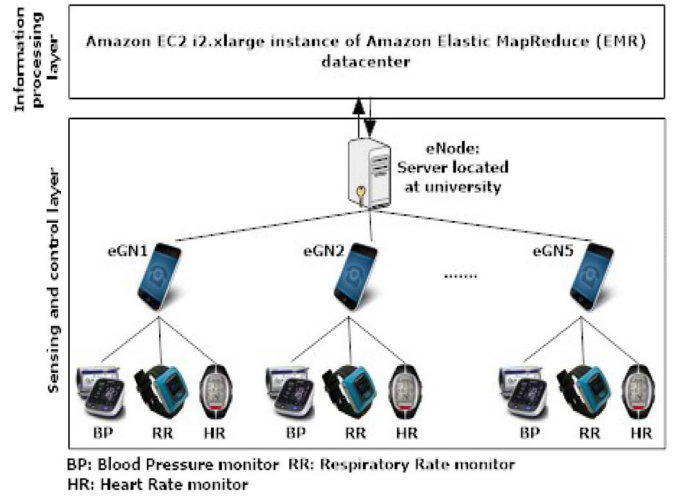 Information
processing
layer
Amazon EC2 i2.xlarge instance of Amazon Elastic MapReduce (EMR)
datacenter
Sensing and control layer
eNode:
Server located
at university
eGN1
eGN2
.......
eGN5
BP RR HR
BP RR HR
BP RR HR
BP: Blood Pressure monitor RR: Respiratory Rate monitor
HR: Heart Rate monitor